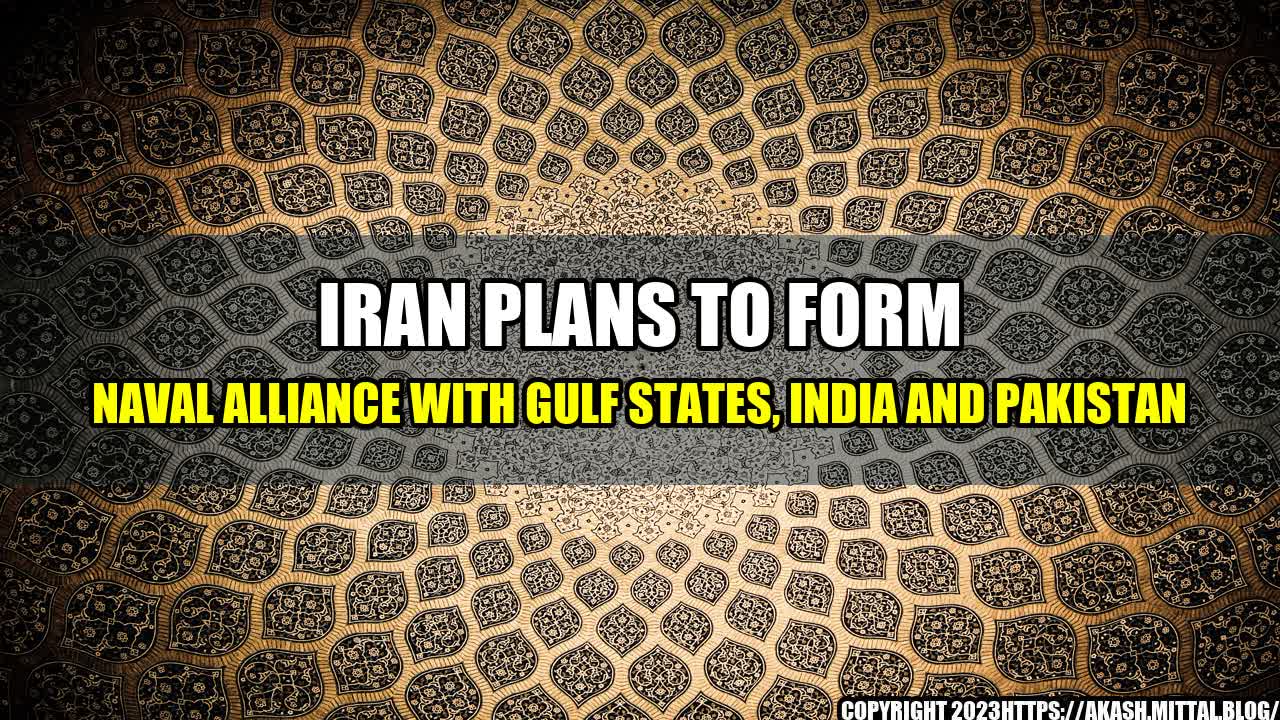 IRAN PLANS TO FORM
NAVAL ALLIANCE WITH GULF STATES, INDIA AND PAKISTAN
COPYRIGHT 2023HTTPS://AKASH.MITTAL.BLOG/